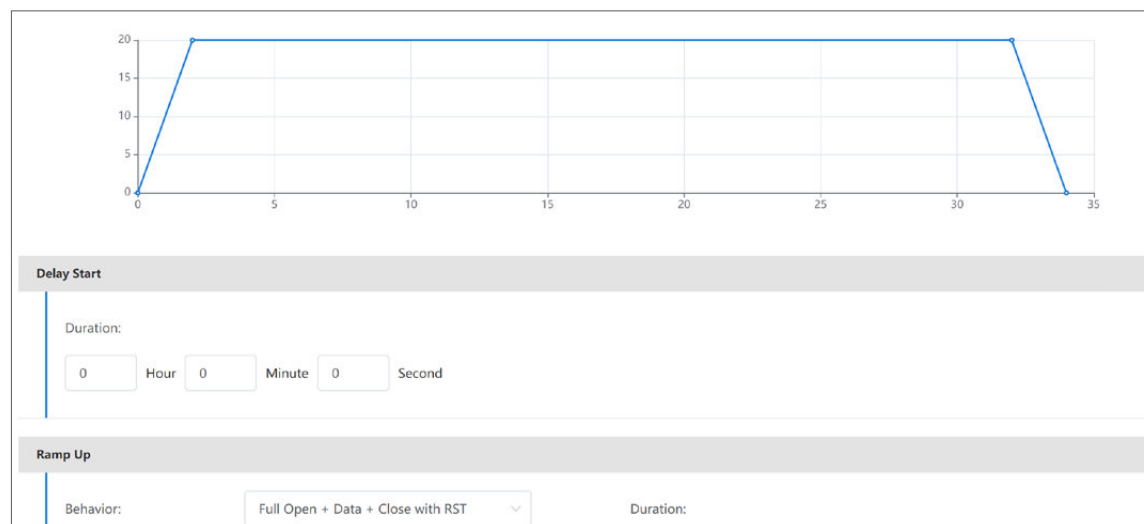 20
15
10
5
0
0 5 10 15 20 25 30 35
Delay Start
Duration:
0 Hour 0 Minute 0 Second
Ramp Up
Behavior: Full Open + Data + Close with RST Duration: